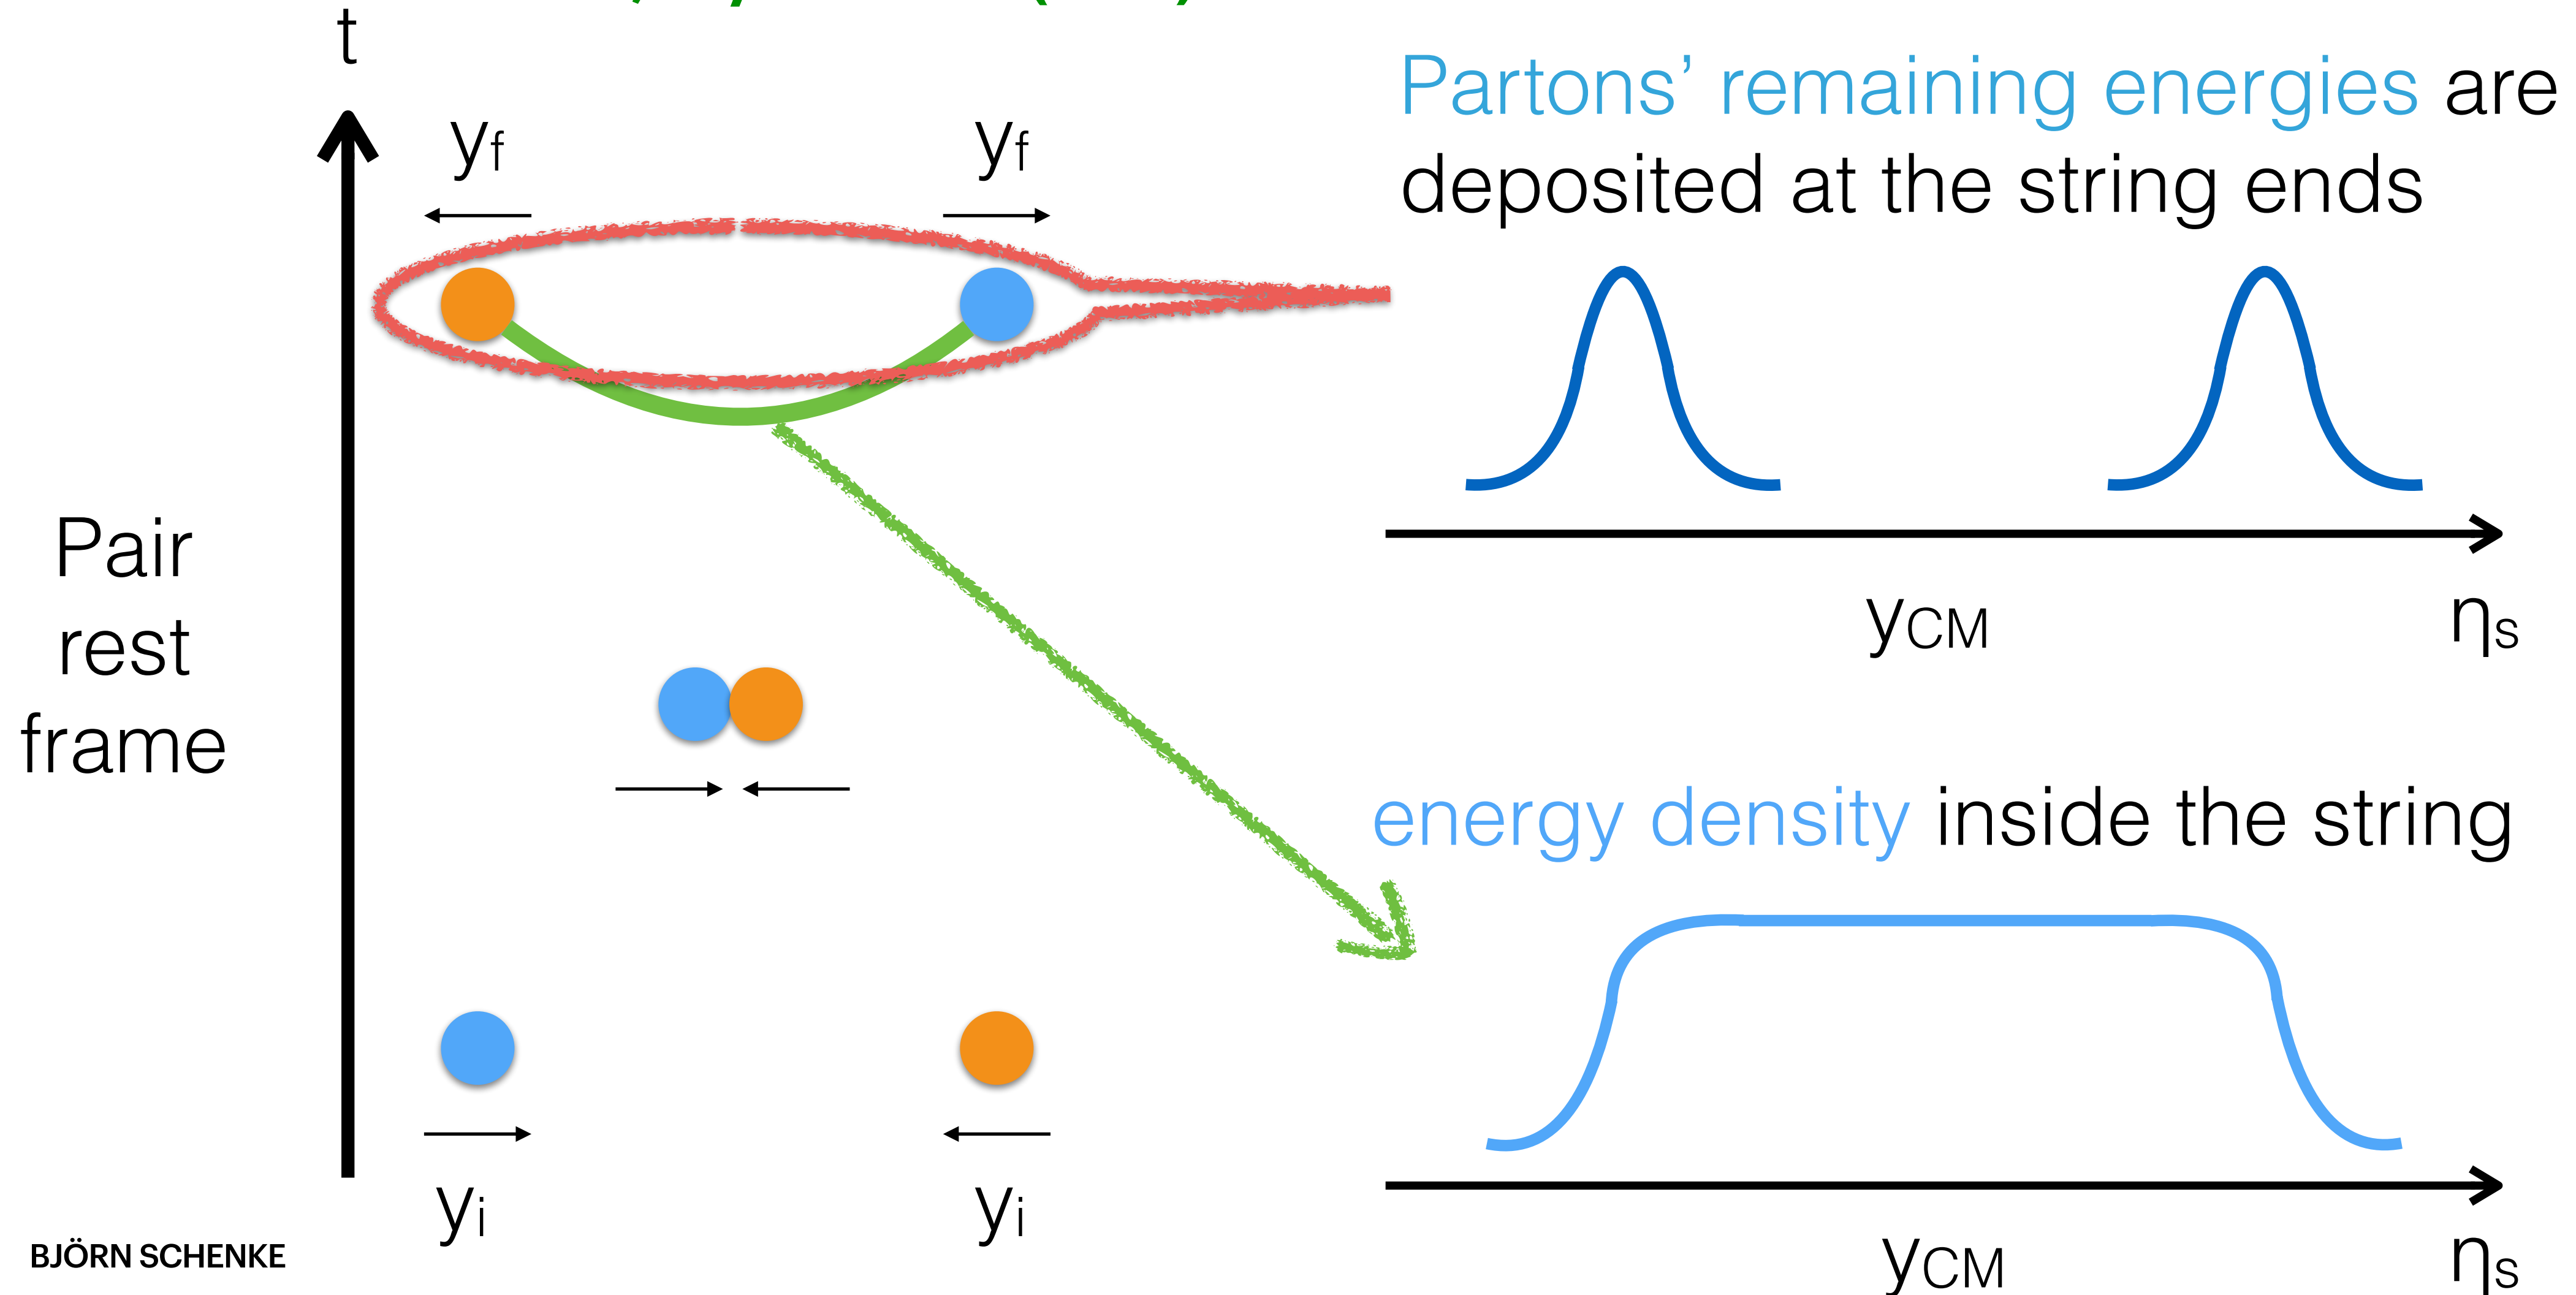 t
yf
yf
Partons’ remaining energies are
deposited at the string ends
Pair
rest
frame
yCM
ηs
energy density inside the string
yi
yi
yCM
ηs
BJÖRN SCHENKE